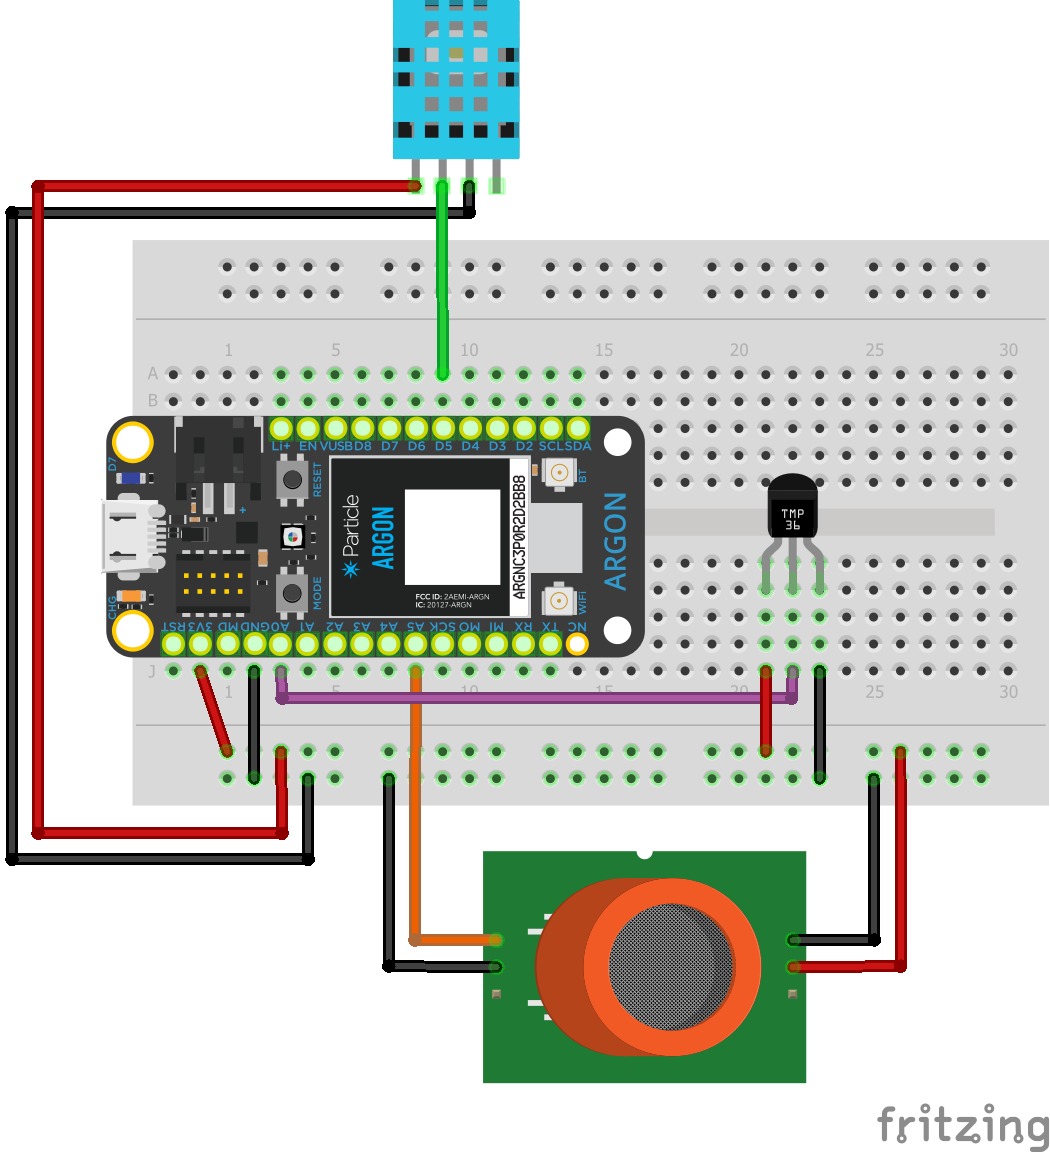 1 5 10 15 20 25 30
A
B
Li+ EN VUSB D8 D7 D6 D5 D4 D3 D2 SCL SDA
D7
RESET
BT
+
Particle
ARGON
ARGNC3P0R2D2BB8
ARGON
TMP
36
FCC ID: 2AEMI-ARGN
IC: 20127-ARGN
MODE
WiFi
CHG
RST 3V3 MD GND A0 A1 A2 A3 A4 A5 SCK MO MI RX TX NC
J
1 5 10 15 20 25 30
fritzing